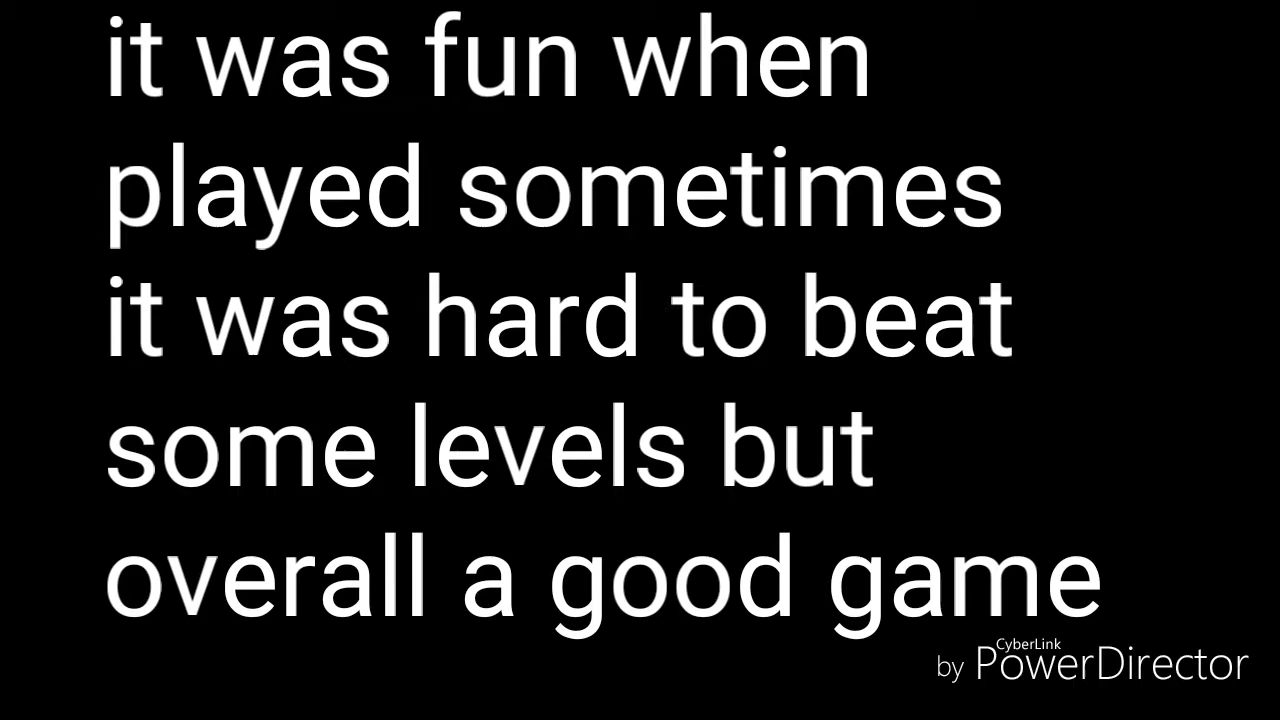 it was fun when
played sometimes
it was hard to beat
some levels but
overall a good game
by CyberLink PowerDirector